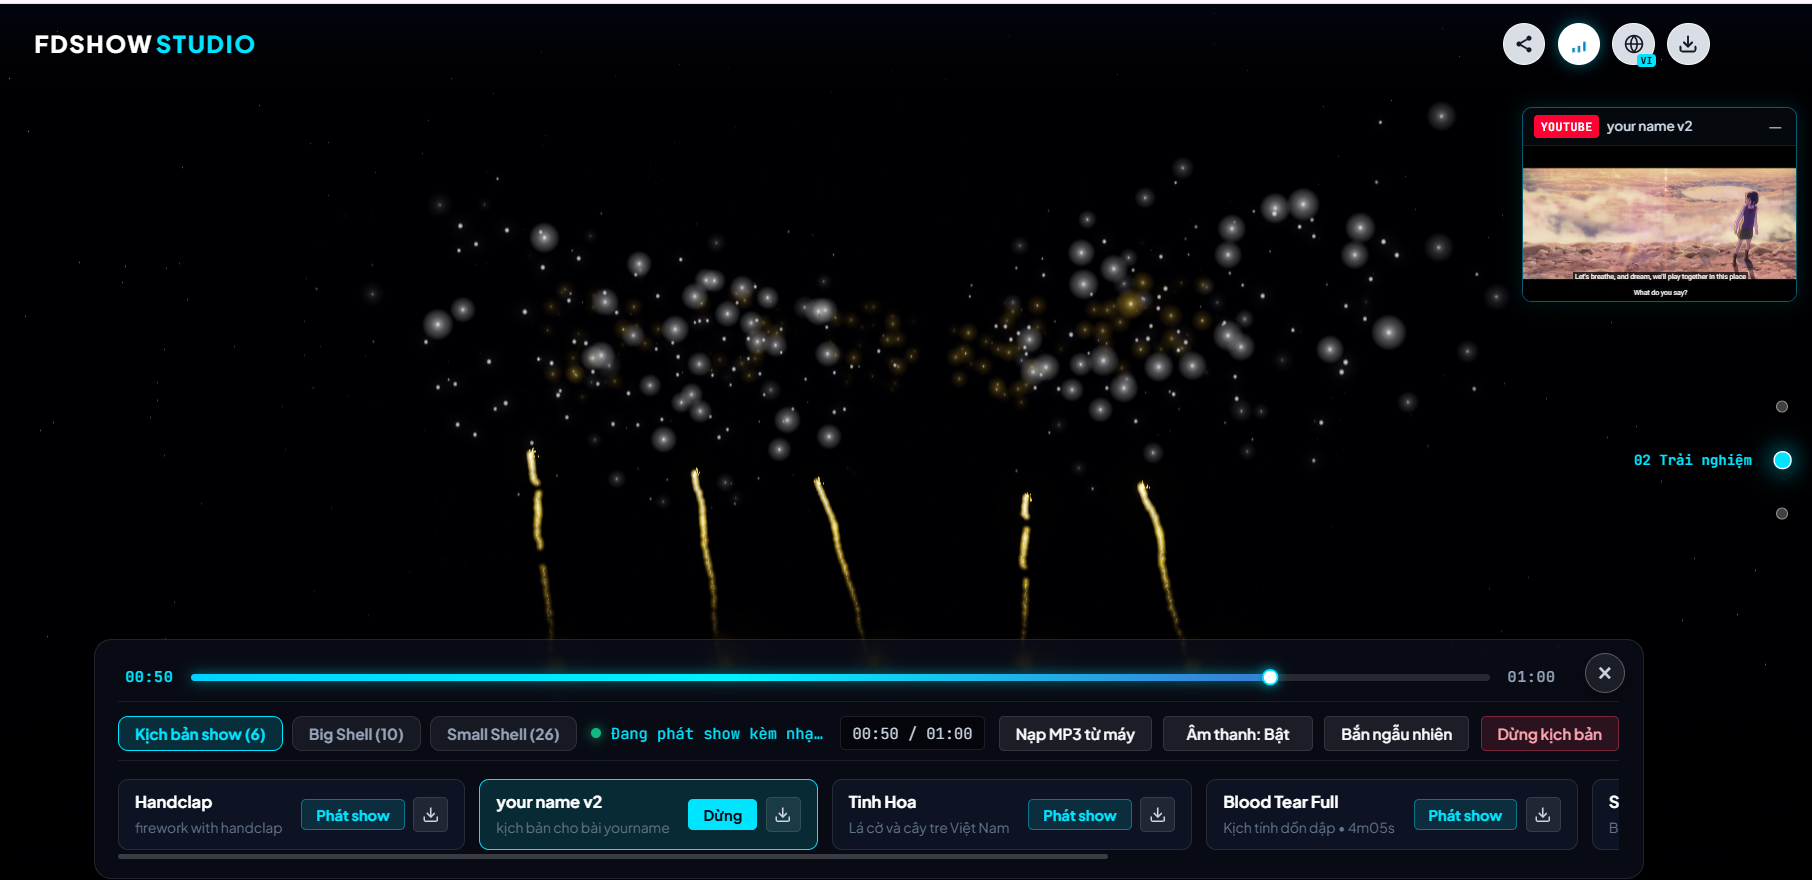 FDSHOW STUDIO
VI
YOUTUBE your name v2
Let's breathe, and dream, we'll play together in this place
What do you say?
02 Trải nghiệm
00:50
01:00
Kịch bản show (6)
Big Shell (10)
Small Shell (26)
Đang phát show kèm nhạ…
00:50 / 01:00
Nạp MP3 từ máy
Âm thanh: Bật
Bắn ngẫu nhiên
Dừng kịch bản
Handclap
firework with handclap
Phát show
your name v2
kịch bản cho bài yourname
Dừng
Tinh Hoa
Lá cờ và cây tre Việt Nam
Phát show
Blood Tear Full
Kịch tính dồn dập • 4m05s
Phát show
S
B